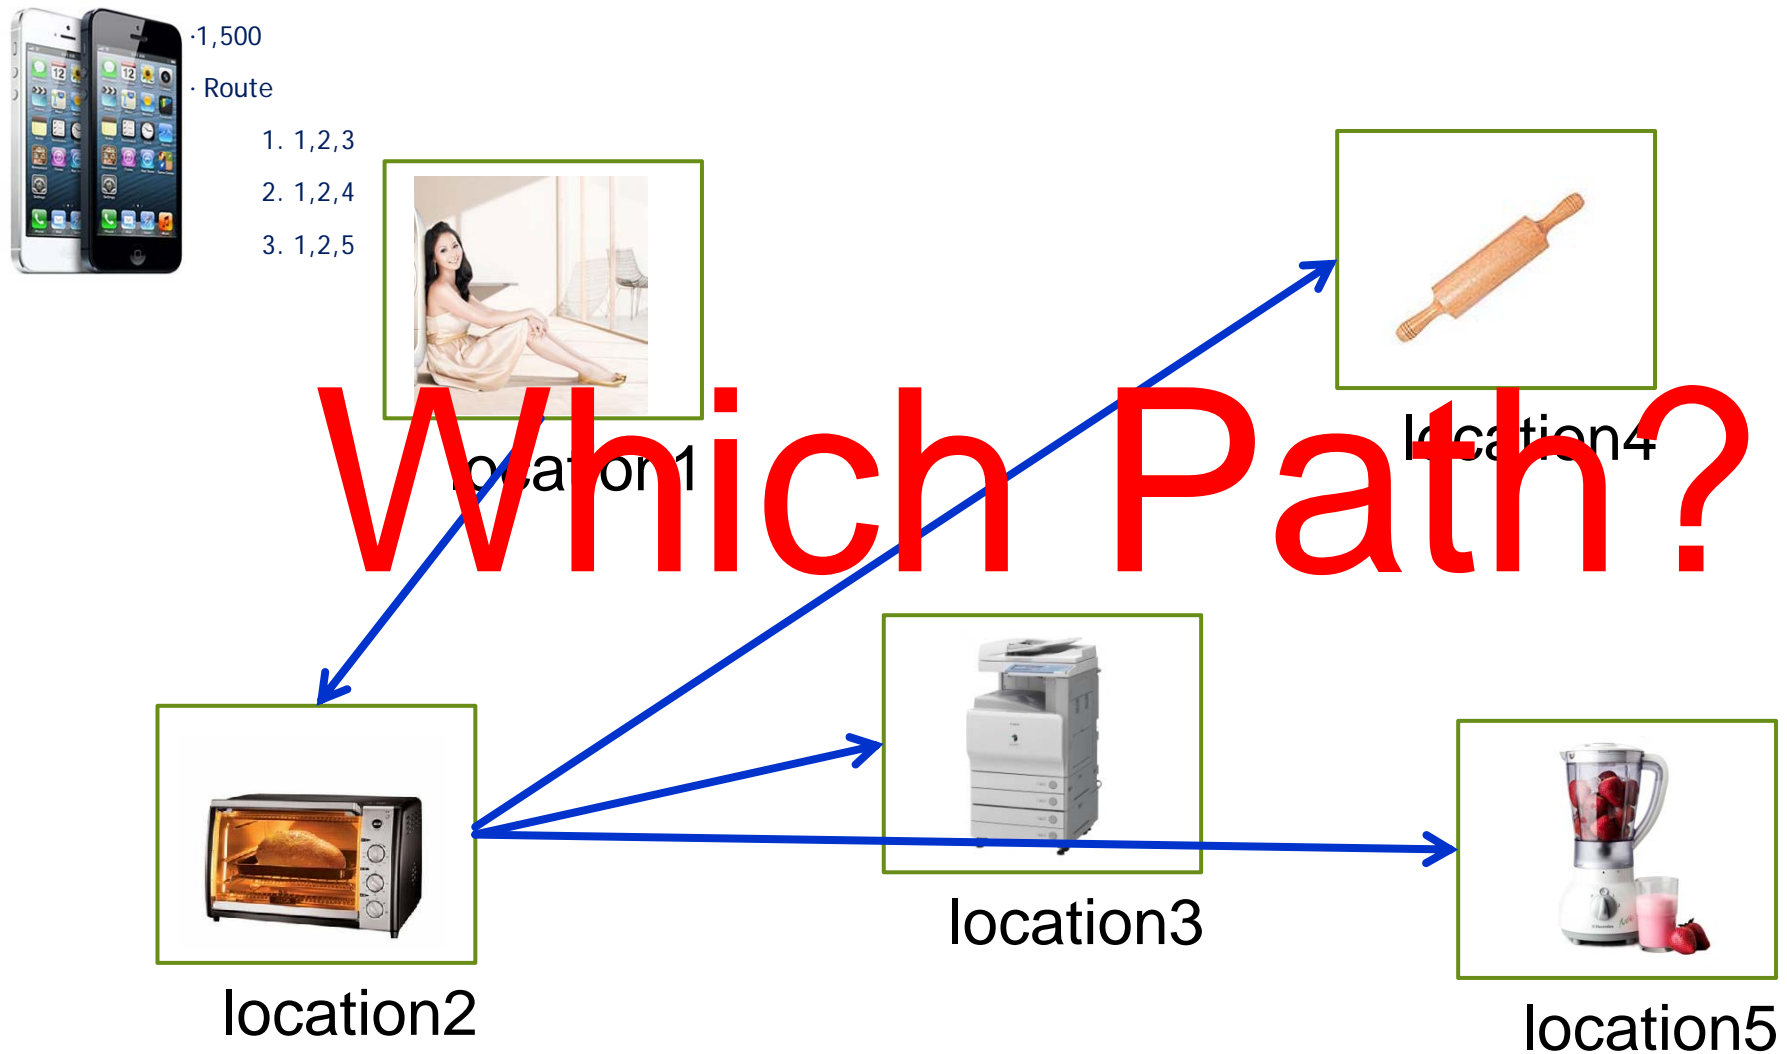 ·1,500
· Route
1. 1,2,3
2. 1,2,4
3. 1,2,5
Which Path?
location1
location4
location3
location2
location5